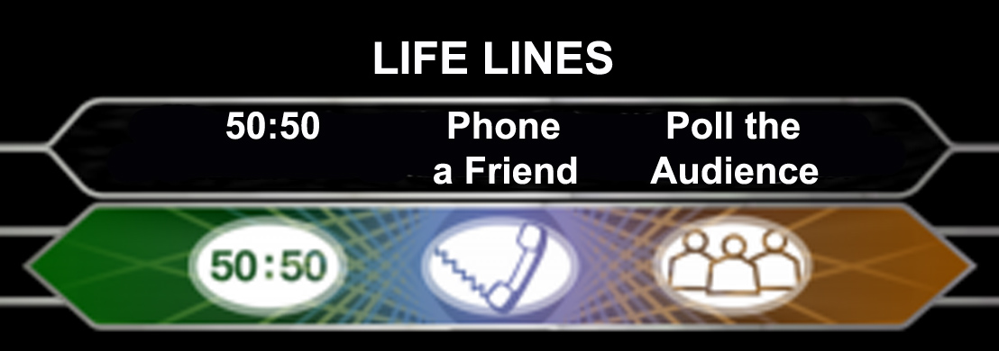 LIFE LINES
50:50
Phone
a Friend
Poll the
Audience
50:50